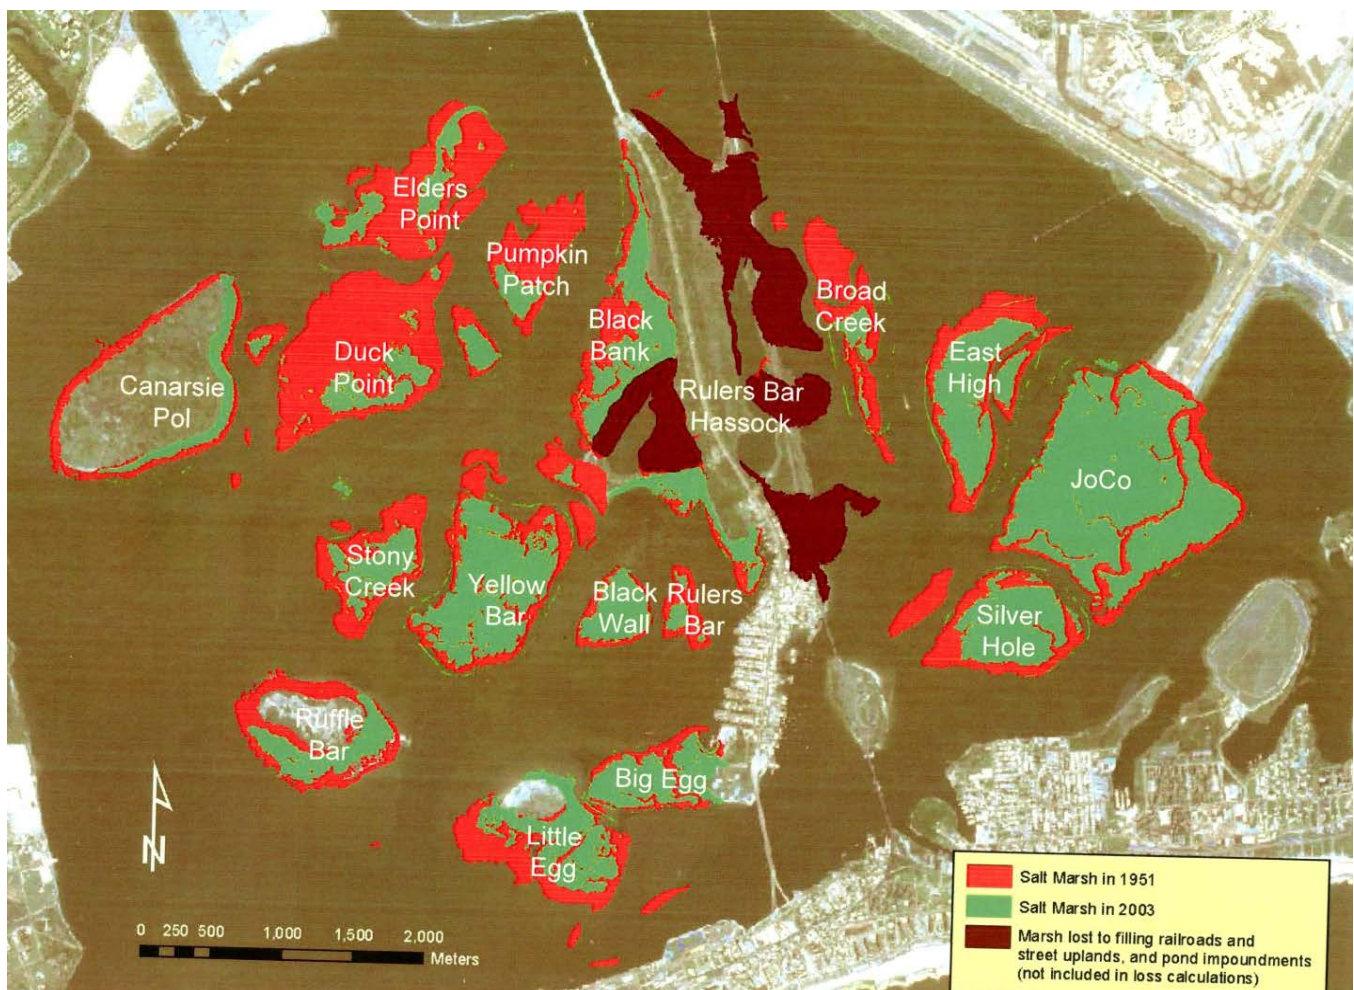 Elders
Point
Pumpkin
Patch
Broad
Creek
Black
Bank
Duck
Point
East
High
Canarsie
Pol
Rulers Bar
Hassock
JoCo
Stony
Creek
Yellow
Bar
Black
Wall
Rulers
Bar
Silver
Hole
Ruffle
Bar
Big Egg
Little
Egg
N
0 250 500 1,000 1,500 2,000
Meters
Salt Marsh in 1951
Salt Marsh in 2003
Marsh lost to filling railroads and
street uplands, and pond impoundments
(not included in loss calculations)